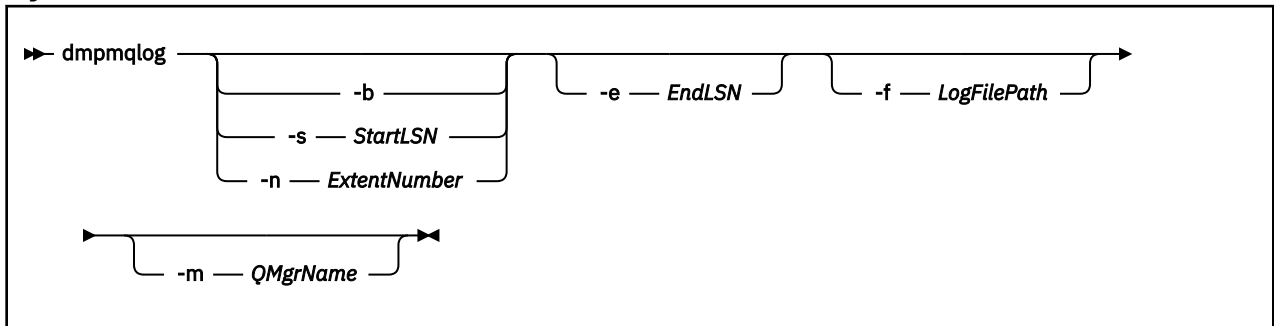 dmpmqlog
-b
-e EndLSN
-f LogFilePath
-s StartLSN
-n ExtentNumber
-m QMgrName